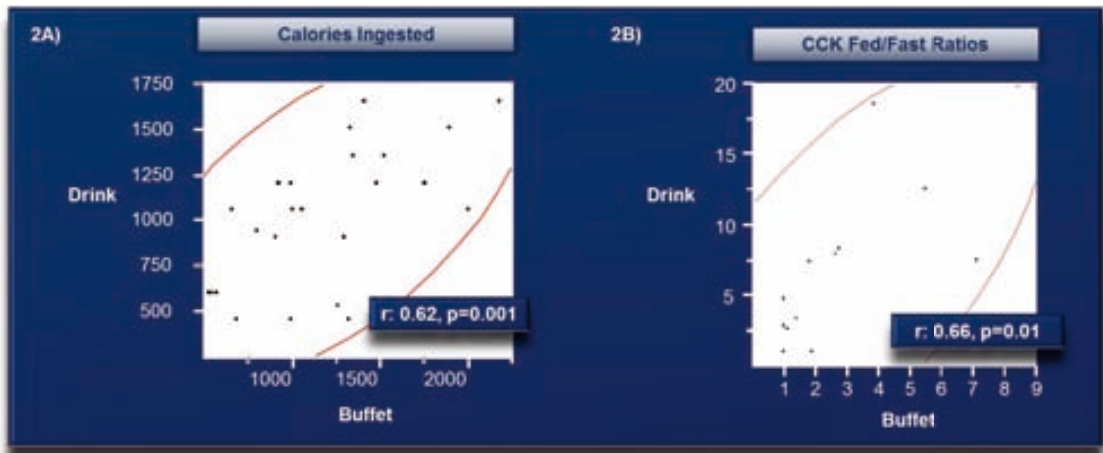 2A)
Calories Ingested
1750
1500
1250
Drink
1000
750
500
r: 0.62, p=0.001
1000 1500 2000
Buffet
2B)
CCK Fed/Fast Ratios
20
15
Drink
10
5
r: 0.66, p=0.01
1 2 3 4 5 6 7 8 9
Buffet